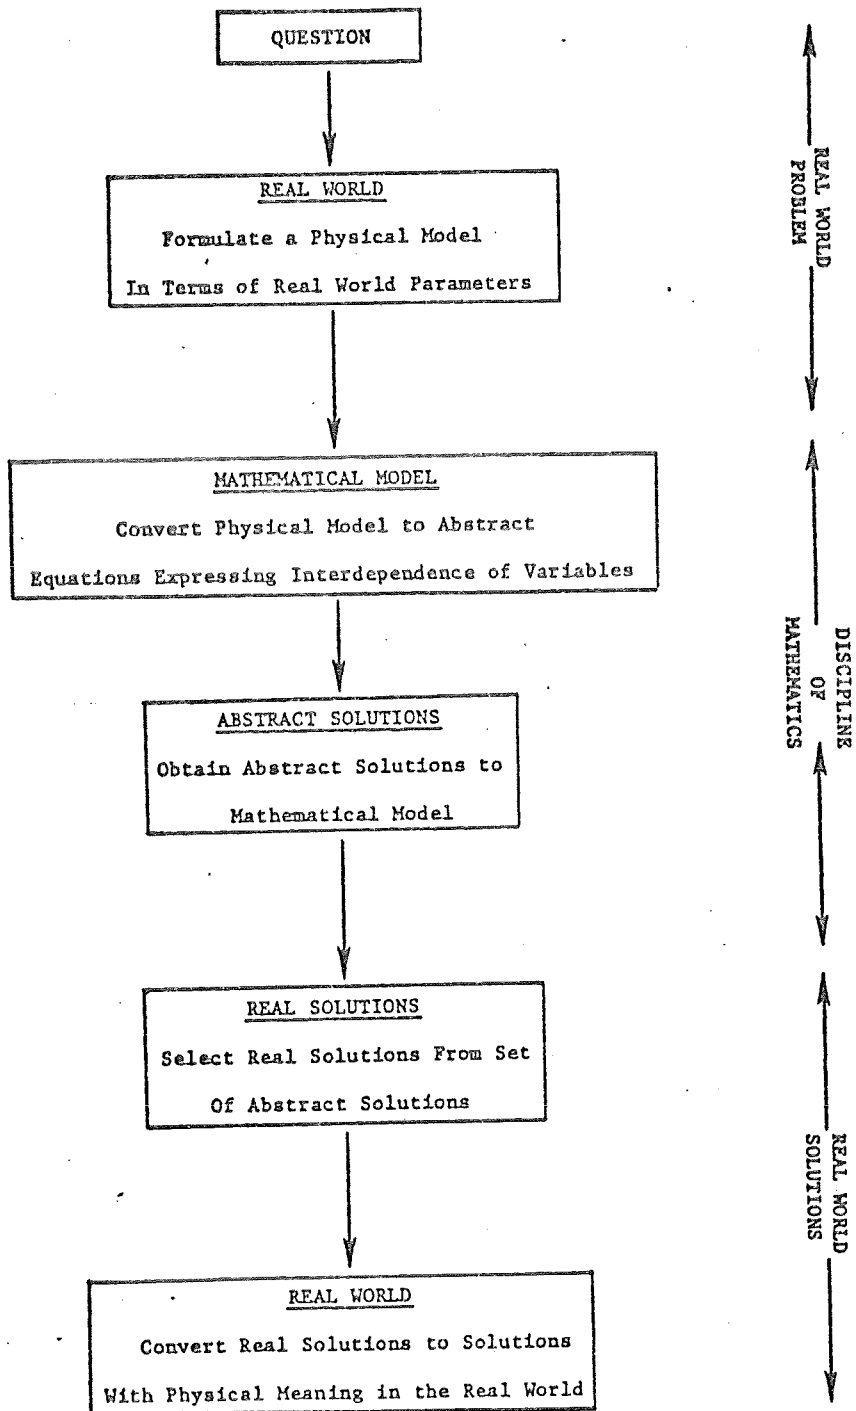 QUESTION
REAL WORLD
Formulate a Physical Model
In Terms of Real World Parameters
MATHEMATICAL MODEL
Convert Physical Model to Abstract
Equations Expressing Interdependence of Variables
ABSTRACT SOLUTIONS
Obtain Abstract Solutions to
Mathematical Model
REAL SOLUTIONS
Select Real Solutions From Set
Of Abstract Solutions
REAL WORLD
Convert Real Solutions to Solutions
With Physical Meaning in the Real World
REAL WORLD
PROBLEM
DISCIPLINE
OF
MATHEMATICS
REAL WORLD
SOLUTIONS